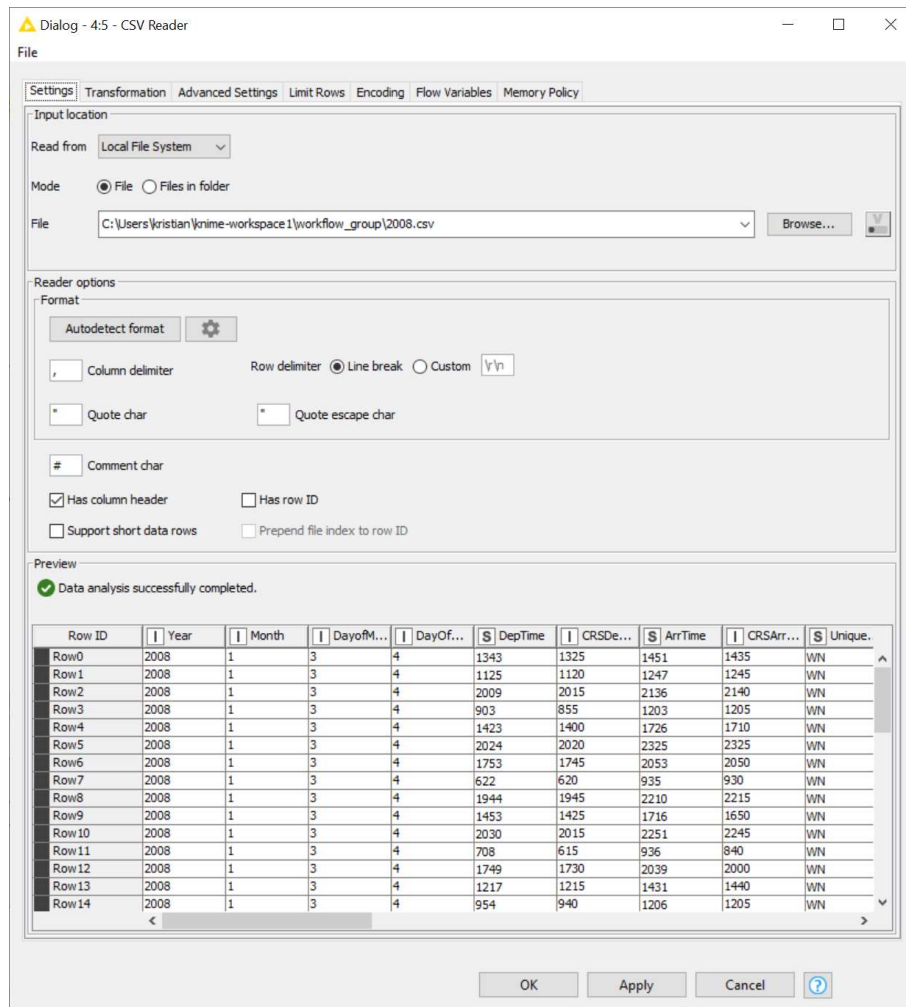 Dialog - 4:5 - CSV Reader
File
Settings Transformation Advanced Settings Limit Rows Encoding Flow Variables Memory Policy
Input location
Read from Local File System
Mode File Files in folder
File C:\Users\kristian\knime-workspace1\workflow_group\2008.csv Browse... V
Reader options
Format
Autodetect format
, Column delimiter Row delimiter Line break Custom \r\n
" Quote char " Quote escape char
# Comment char
Has column header Has row ID
Support short data rows Prepend file index to row ID
Preview
Data analysis successfully completed.
Row ID I Year I Month I DayofM... I DayOf... S DepTime I CRSDe... S ArrTime I CRSArr... S Unique.
Row0 2008 1 3 4 1343 1325 1451 1435 WN
Row1 2008 1 3 4 1125 1120 1247 1245 WN
Row2 2008 1 3 4 2009 2015 2136 2140 WN
Row3 2008 1 3 4 903 855 1203 1205 WN
Row4 2008 1 3 4 1423 1400 1726 1710 WN
Row5 2008 1 3 4 2024 2020 2325 2325 WN
Row6 2008 1 3 4 1753 1745 2053 2050 WN
Row7 2008 1 3 4 622 620 935 930 WN
Row8 2008 1 3 4 1944 1945 2210 2215 WN
Row9 2008 1 3 4 1453 1425 1716 1650 WN
Row10 2008 1 3 4 2030 2015 2251 2245 WN
Row11 2008 1 3 4 708 615 936 840 WN
Row12 2008 1 3 4 1749 1730 2039 2000 WN
Row13 2008 1 3 4 1217 1215 1431 1440 WN
Row14 2008 1 3 4 954 940 1206 1205 WN
OK Apply Cancel ?